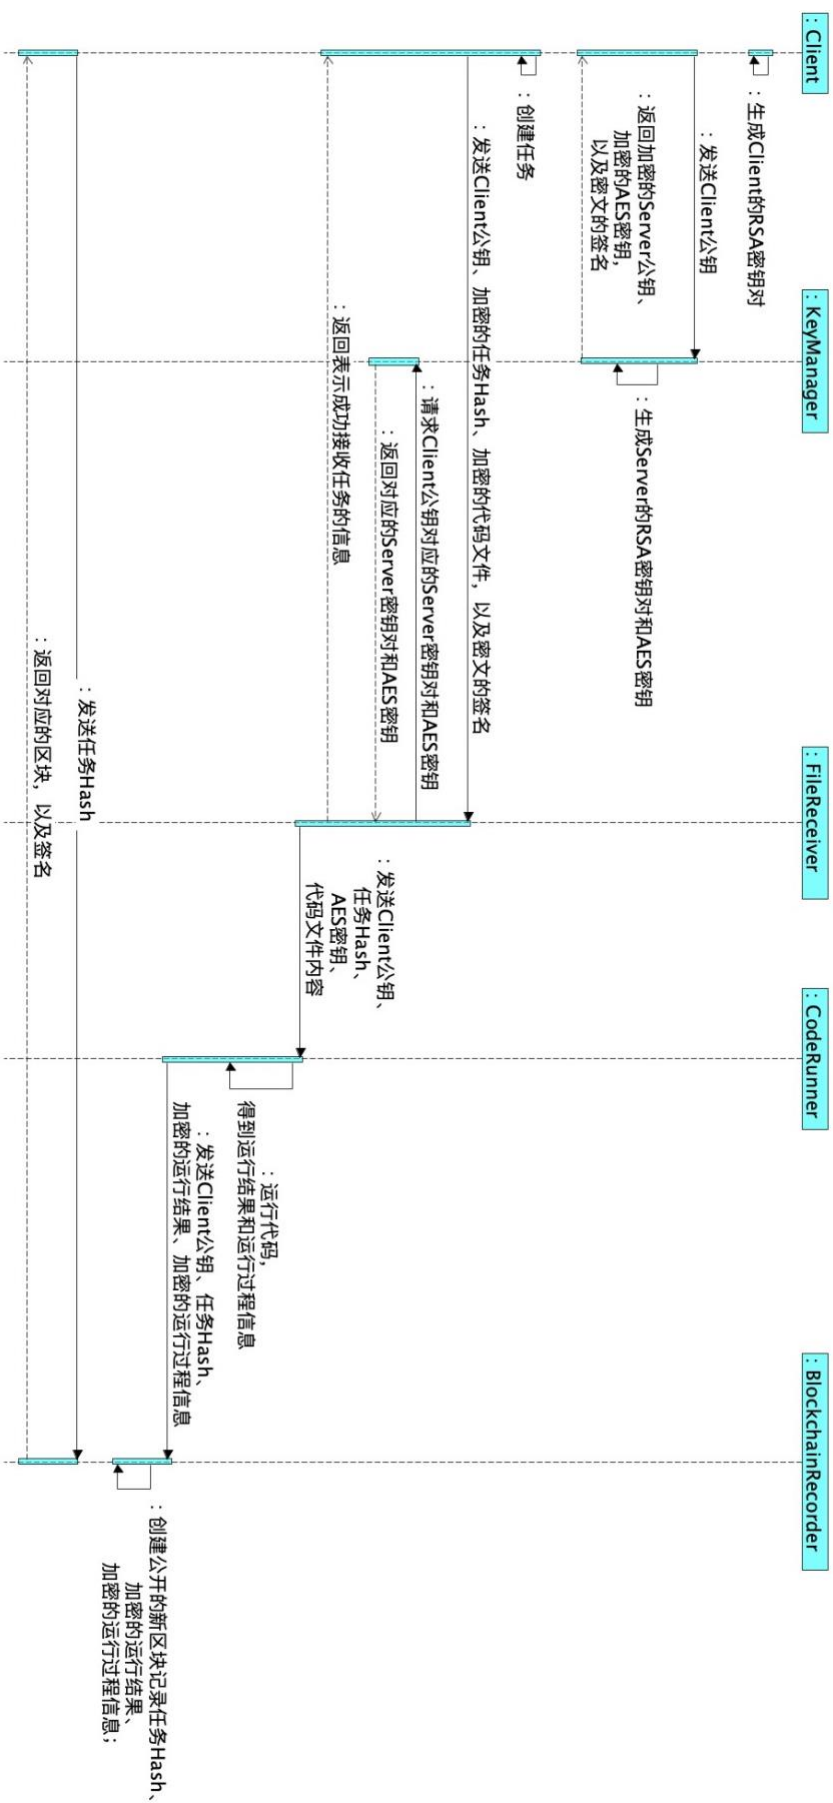 : Client
: KeyManager
: FileReceiver
: CodeRunner
: BlockchainRecorder
: 生成Client的RSA密钥对
: 发送Client公钥
: 生成Server的RSA密钥对和AES密钥
: 返回加密的Server公钥、
加密的AES密钥,
以及密文的签名
: 创建任务
: 发送Client公钥、加密的任务Hash、加密的代码文件，以及密文的签名
: 请求Client公钥对应的Server密钥对和AES密钥
: 返回对应的Server密钥对和AES密钥
: 返回表示成功接收任务的信息
: 发送Client公钥、
任务Hash、
AES密钥、
代码文件内容
: 运行代码,
得到运行结果和运行过程信息
: 发送Client公钥、任务Hash、
加密的运行结果、加密的运行过程信息
: 创建公开的新区块记录任务Hash、
加密的运行结果、
加密的运行过程信息;
: 发送任务Hash
: 返回对应的区块，以及签名